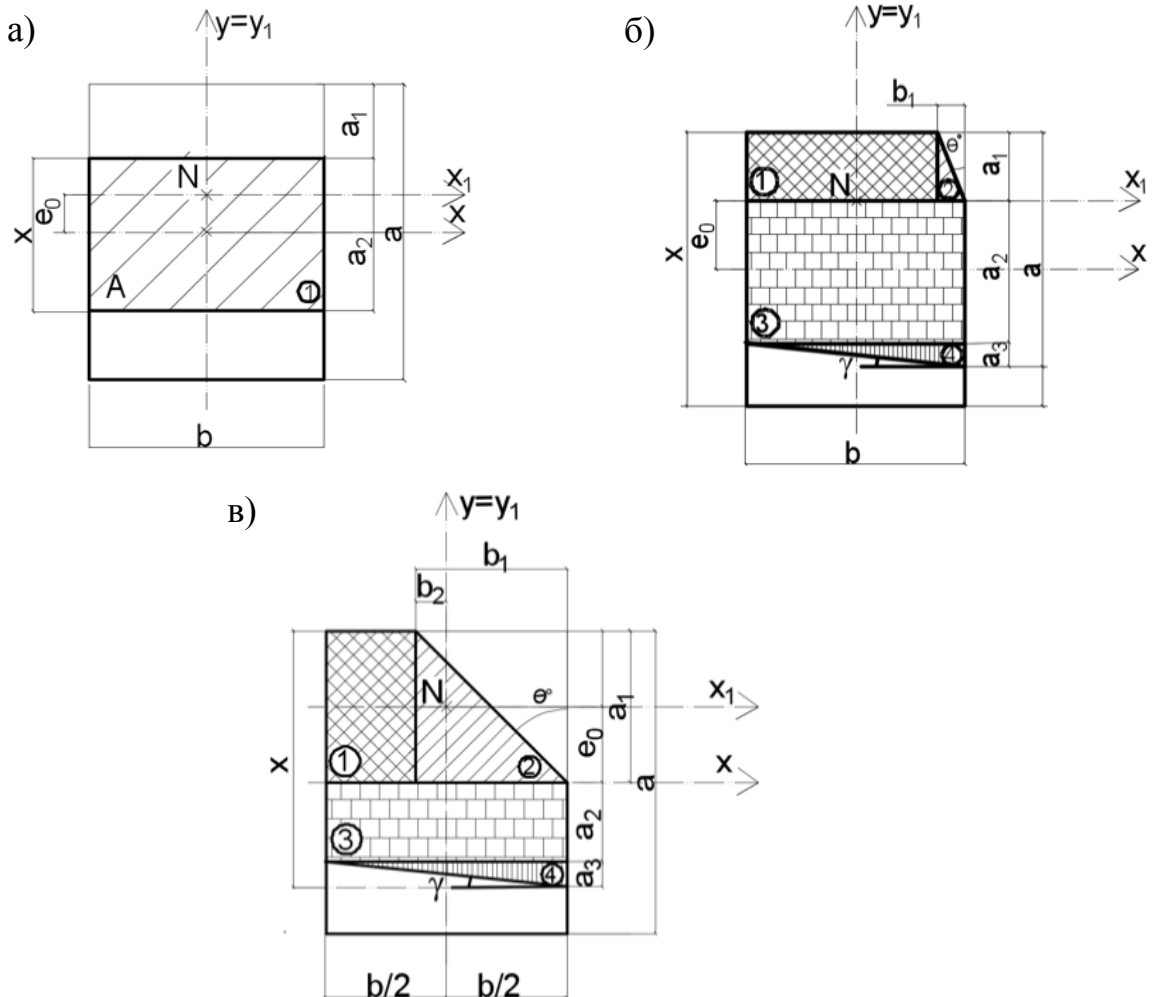 а)
y=y₁
a₁
N
x₁
e₀
x
x
a₂
a
A
①
b
б)
y=y₁
b₁
Θ°
a₁
①
N
②
x₁
e₀
x
x
a₂
a
③
④
a₃
γ
b
в)
y=y₁
b₁
b₂
N
Θ°
x₁
a₁
e₀
①
②
x
x
a
③
a₂
④
a₃
γ
b/2
b/2